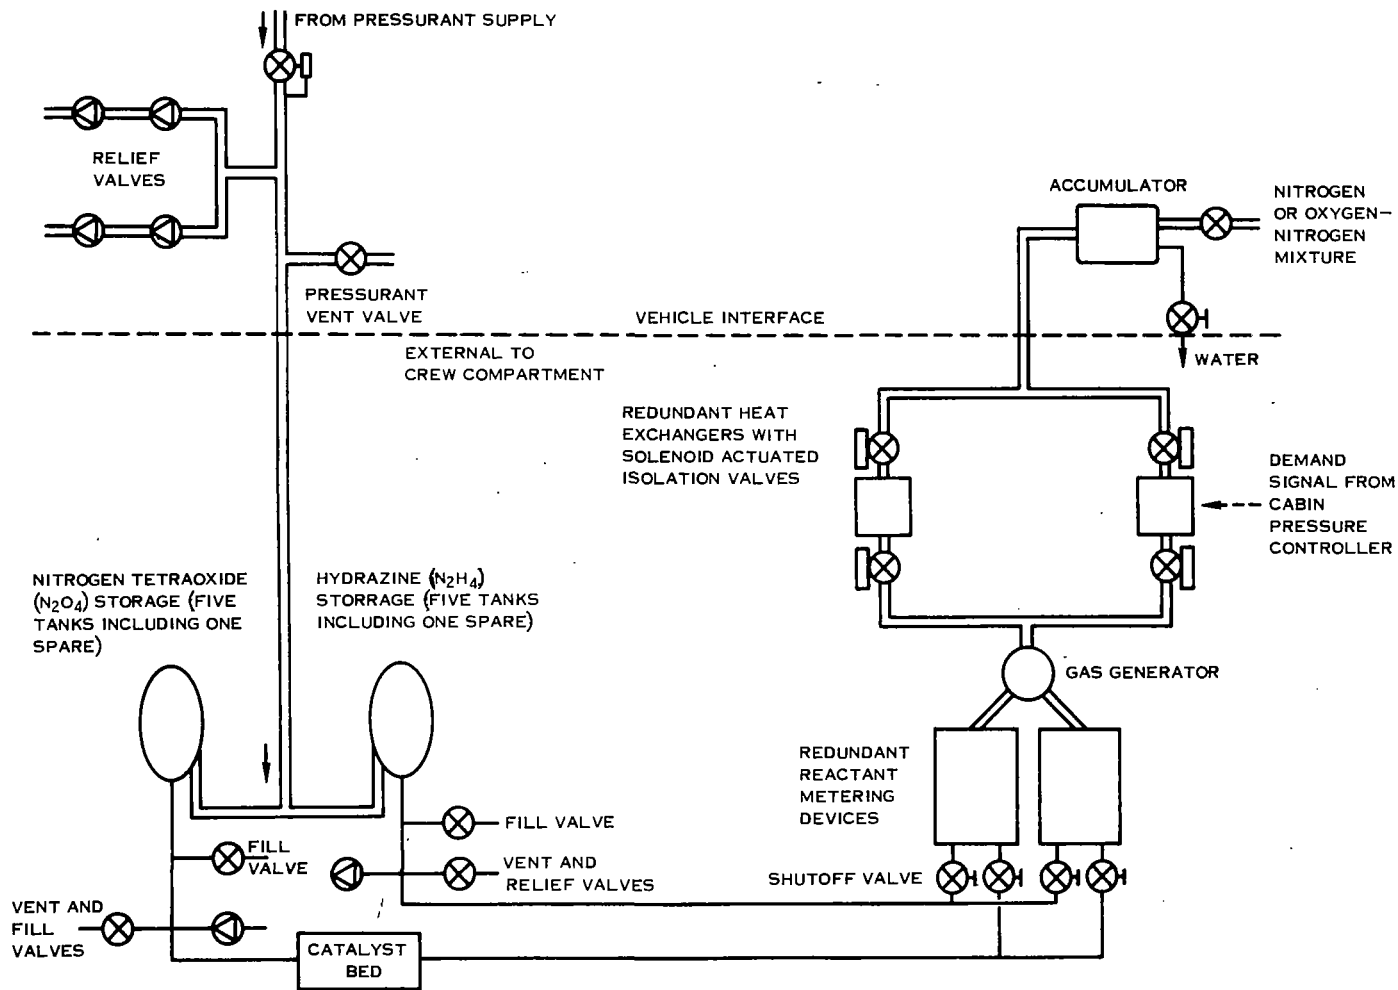 FROM PRESSURANT SUPPLY
RELIEF
VALVES
PRESSURANT
VENT VALVE
ACCUMULATOR
NITROGEN
OR OXYGEN–
NITROGEN
MIXTURE
VEHICLE INTERFACE
EXTERNAL TO
CREW COMPARTMENT
WATER
REDUNDANT HEAT
EXCHANGERS WITH
SOLENOID ACTUATED
ISOLATION VALVES
DEMAND
SIGNAL FROM
CABIN
PRESSURE
CONTROLLER
NITROGEN TETRAOXIDE
(N₂O₄) STORAGE (FIVE
TANKS INCLUDING ONE
SPARE)
HYDRAZINE (N₂H₄)
STORRAGE (FIVE TANKS
INCLUDING ONE SPARE)
GAS GENERATOR
REDUNDANT
REACTANT
METERING
DEVICES
FILL VALVE
FILL
VALVE
VENT AND
RELIEF VALVES
SHUTOFF VALVE
VENT AND
FILL
VALVES
CATALYST
BED